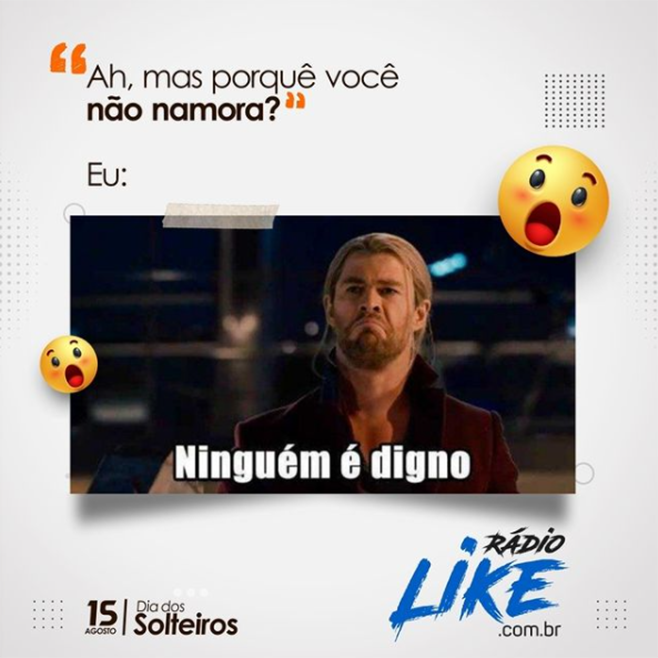 “Ah, mas porquê você
não namora?”
Eu:
Ninguém é digno
15 AGOSTO | Dia dos Solteiros
RÁDIO
LIKE
.com.br